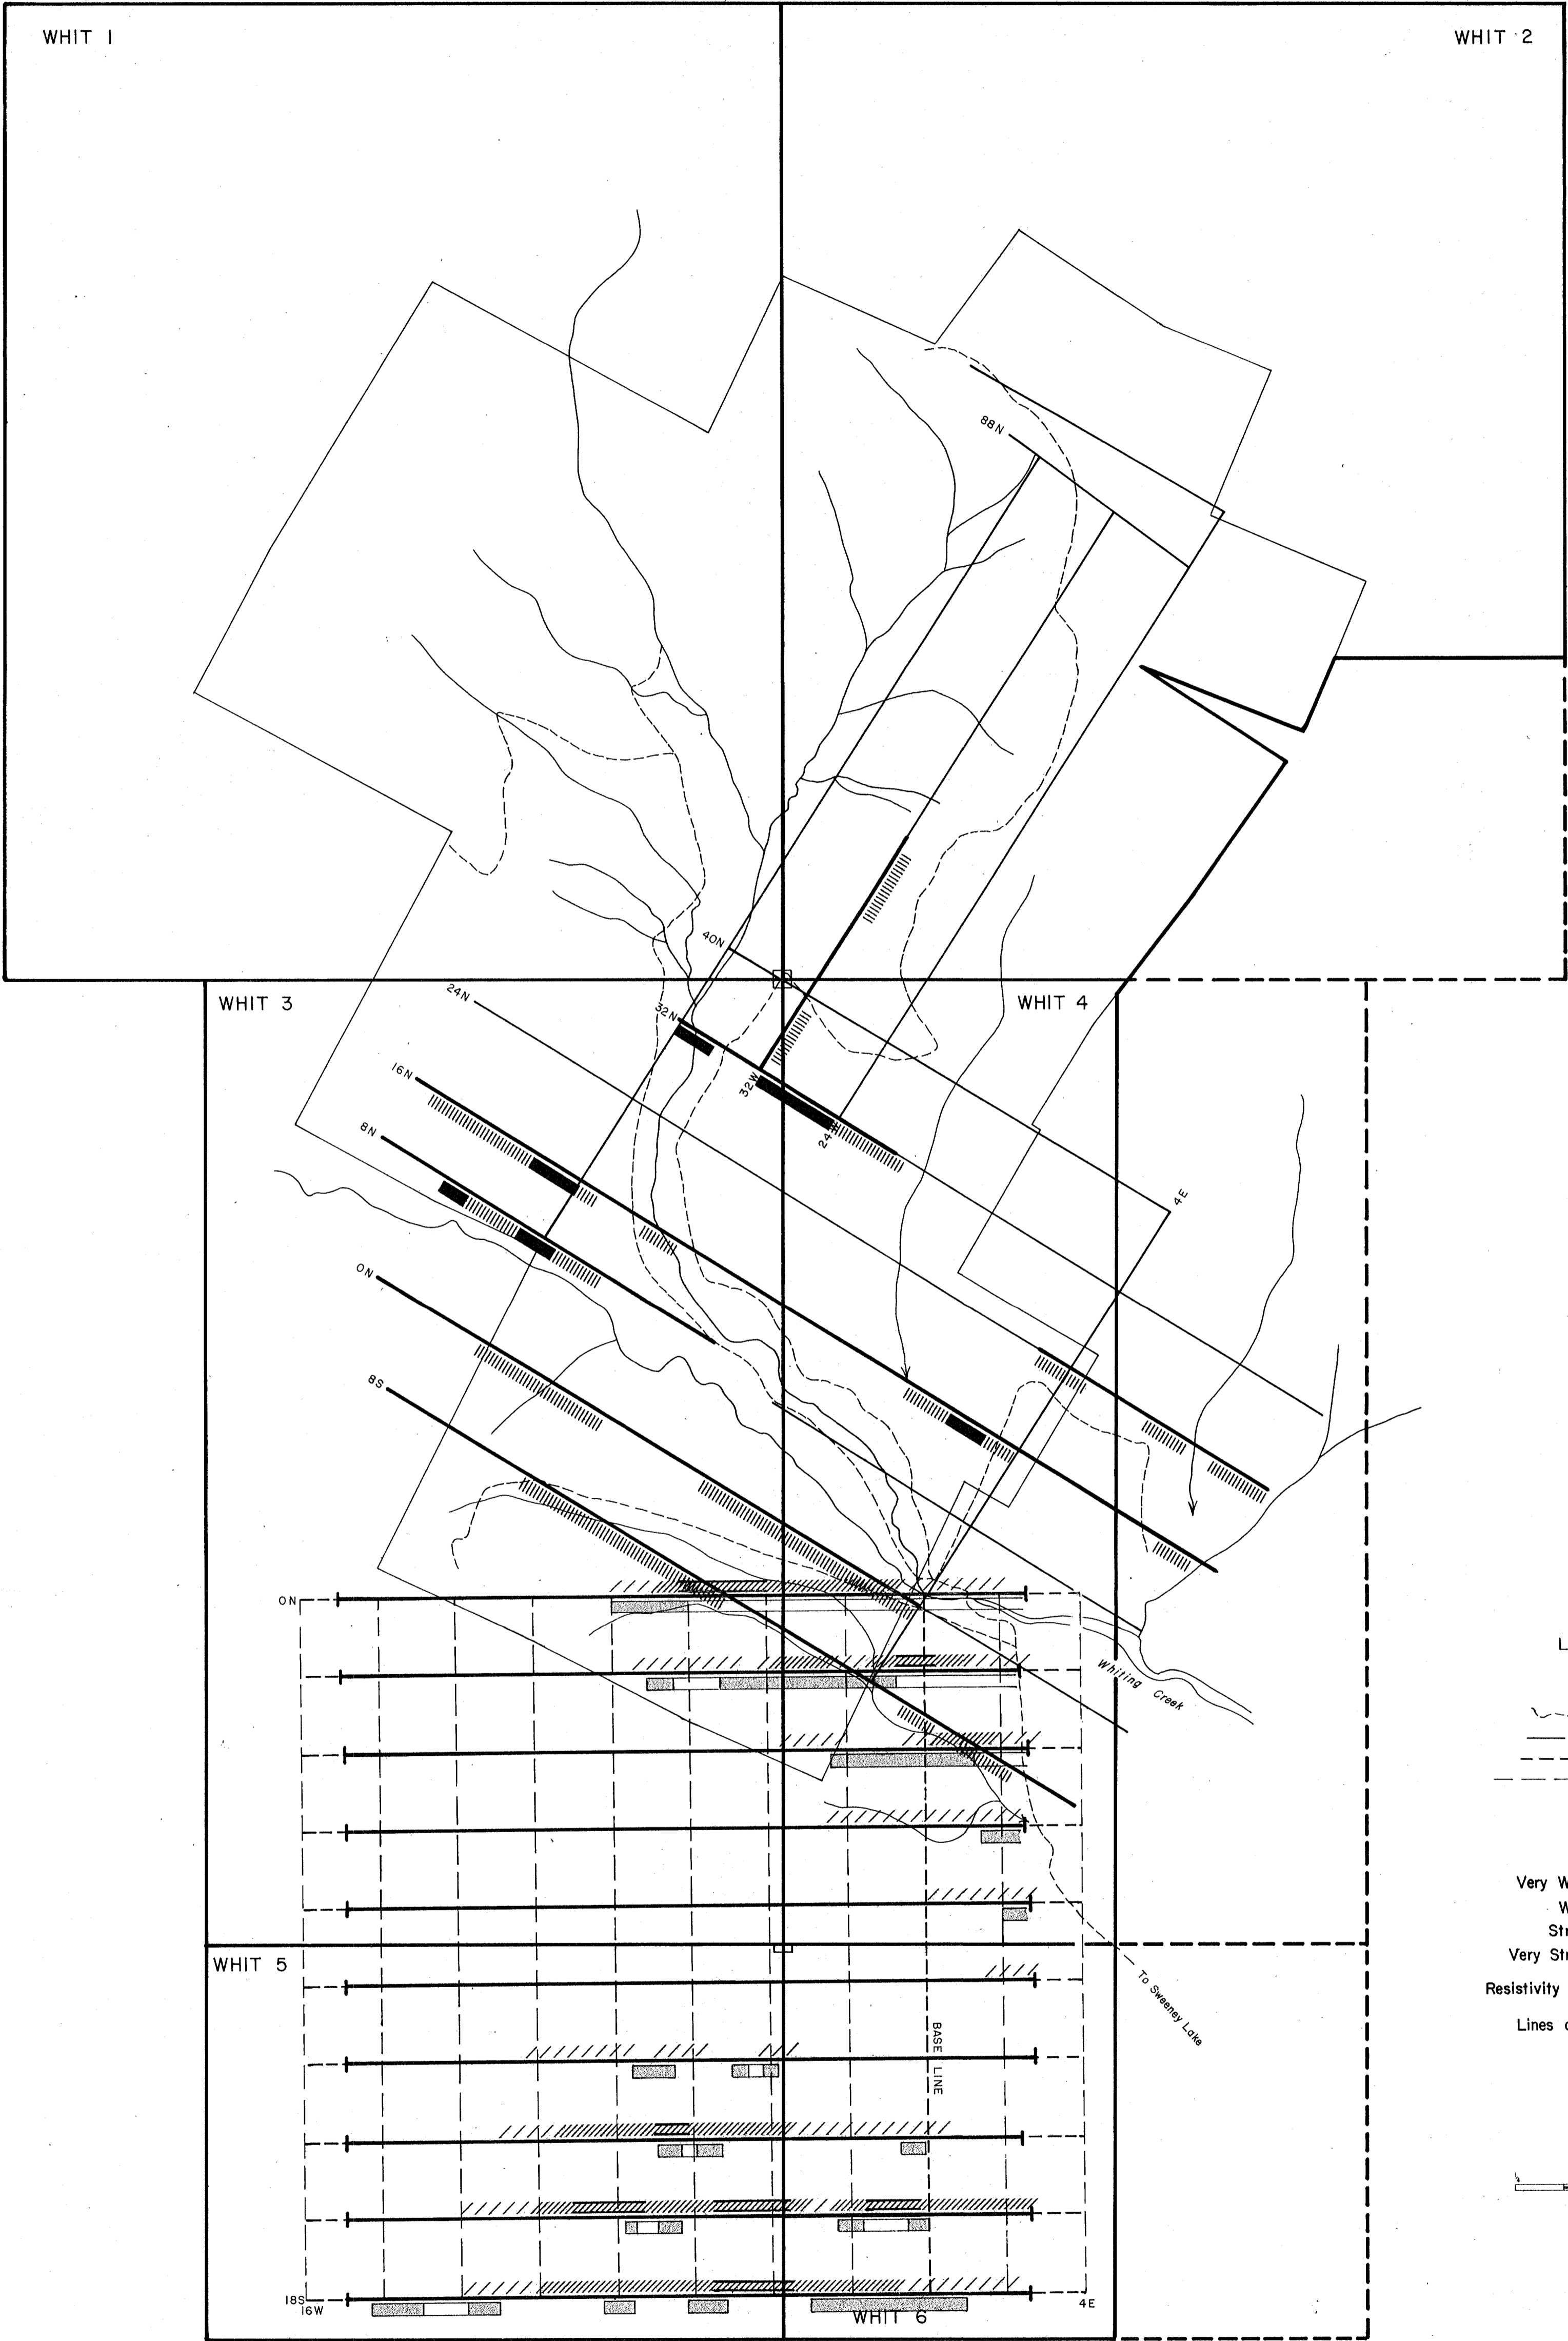 WHIT 1
WHIT 2
88N
40N
WHIT 3
24N
32N
WHIT 4
16N
32W
8N
4E
0N
8S
0N
Whiting Creek
Very W
W
Str
Very Str
WHIT 5
Resistivity
To Sweeney Lake
Lines
BASE LINE
18S
16W
4E
WHIT 6